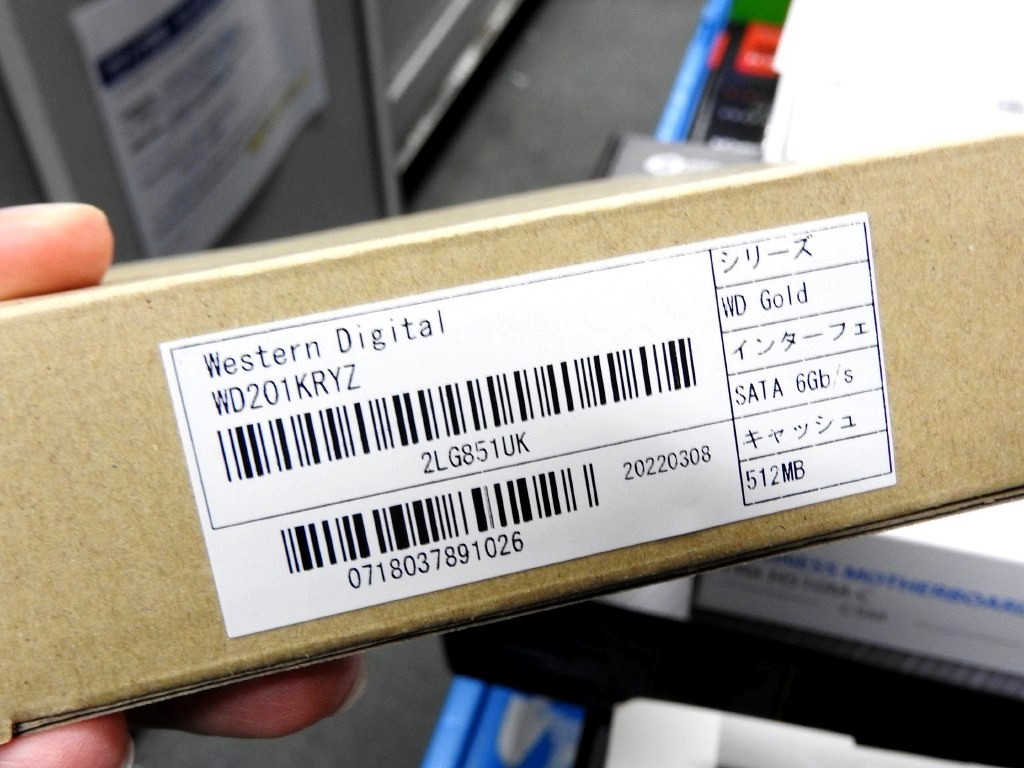 Western Digital
WD201KRYZ
2LG851UK
20220308
0718037891026
シリーズ
WD Gold
インターフェ
SATA 6Gb/s
キャッシュ
512MB
MOTHERBOARD